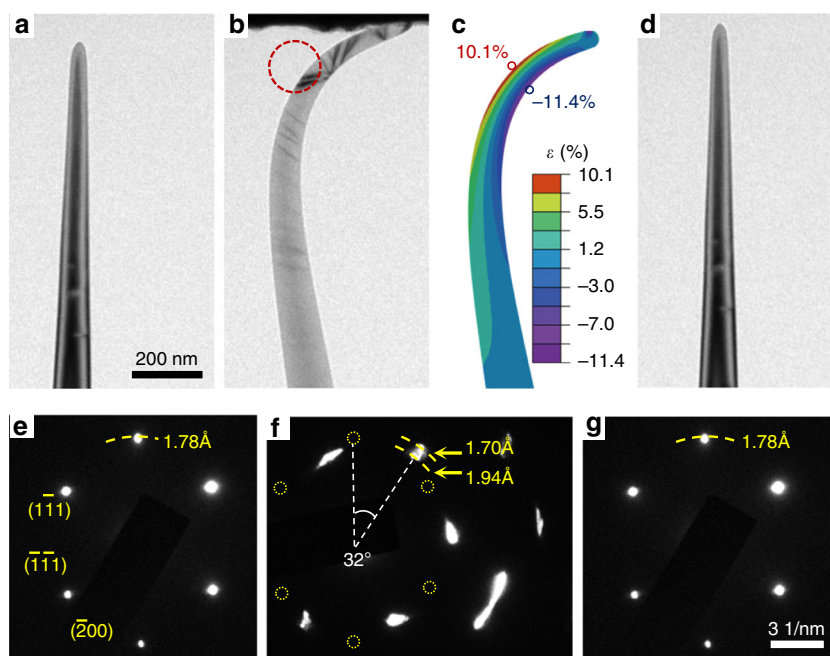 a
b
c
d
10.1%
–11.4%
ε (%)
10.1
5.5
1.2
–3.0
–7.0
–11.4
200 nm
e
f
g
1.78Å
1.70Å
1.94Å
1.78Å
(11̅1)
(1̅1̅1)
32°
(2̅00)
3 1/nm